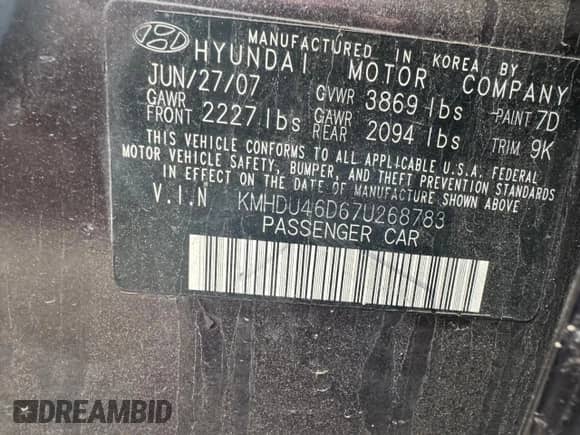 MANUFACTURED IN KOREA BY
HYUNDAI MOTOR COMPANY
JUN/27/07 GVWR 3869 lbs PAINT 7D
GAWR FRONT 2227 lbs GAWR REAR 2094 lbs TRIM 9K
THIS VEHICLE CONFORMS TO ALL APPLICABLE U.S.A. FEDERAL
MOTOR VEHICLE SAFETY, BUMPER, AND THEFT PREVENTION STANDARDS
IN EFFECT ON THE DATE OF MANUFACTURE SHOWN ABOVE
V.I.N KMHDU46D67U268783
PASSENGER CAR
DREAMBID